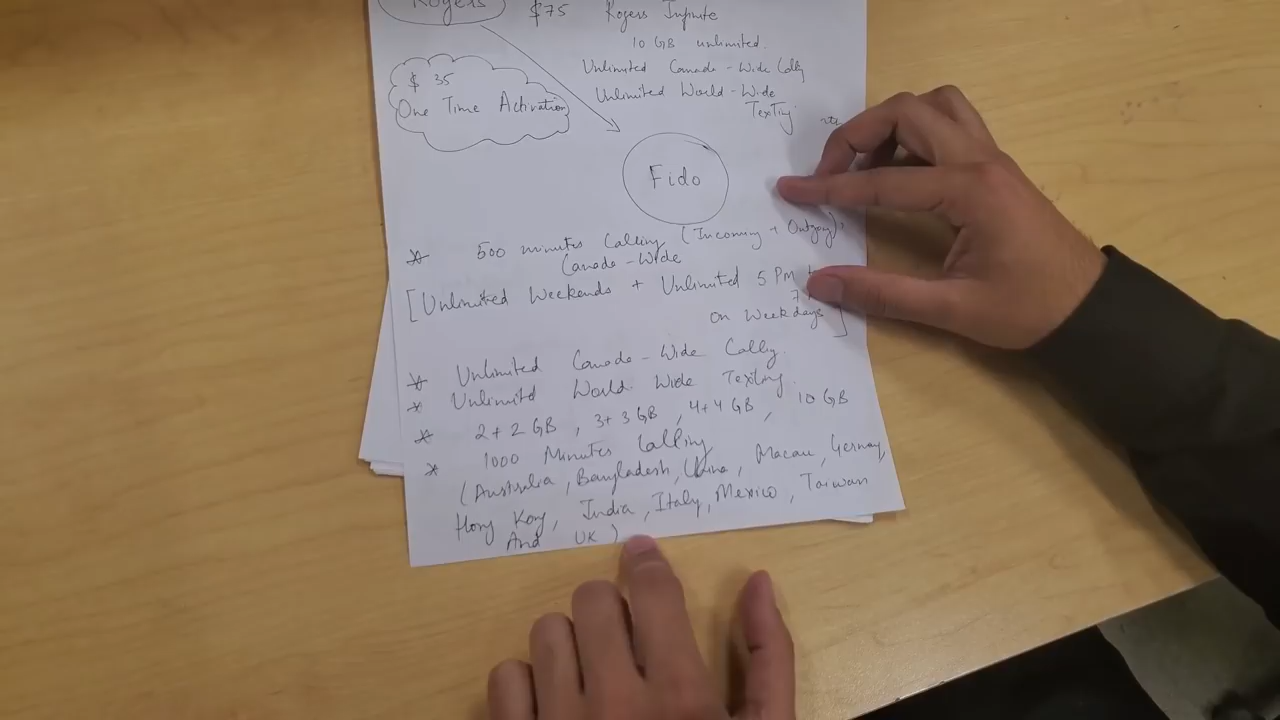 Rogers
$75 Rogers Infinite
10 GB unlimited.
Unlimited Canada-Wide Calling
Unlimited World-Wide
Texting
$ 35
One Time Activation
Fido
* 500 minutes Calling (Incoming + Outgoing)
Canada-Wide
[Unlimited Weekends + Unlimited 5 PM
7
on Weekdays]
* Unlimited Canada-Wide Calling.
* Unlimited World Wide Texting.
* 2+2 GB, 3+3 GB, 4+4 GB, 10 GB
* 1000 Minutes Calling
(Australia, Bangladesh, China, Macau, Germay,
Hong Kong, India, Italy, Mexico, Taiwan
And UK)